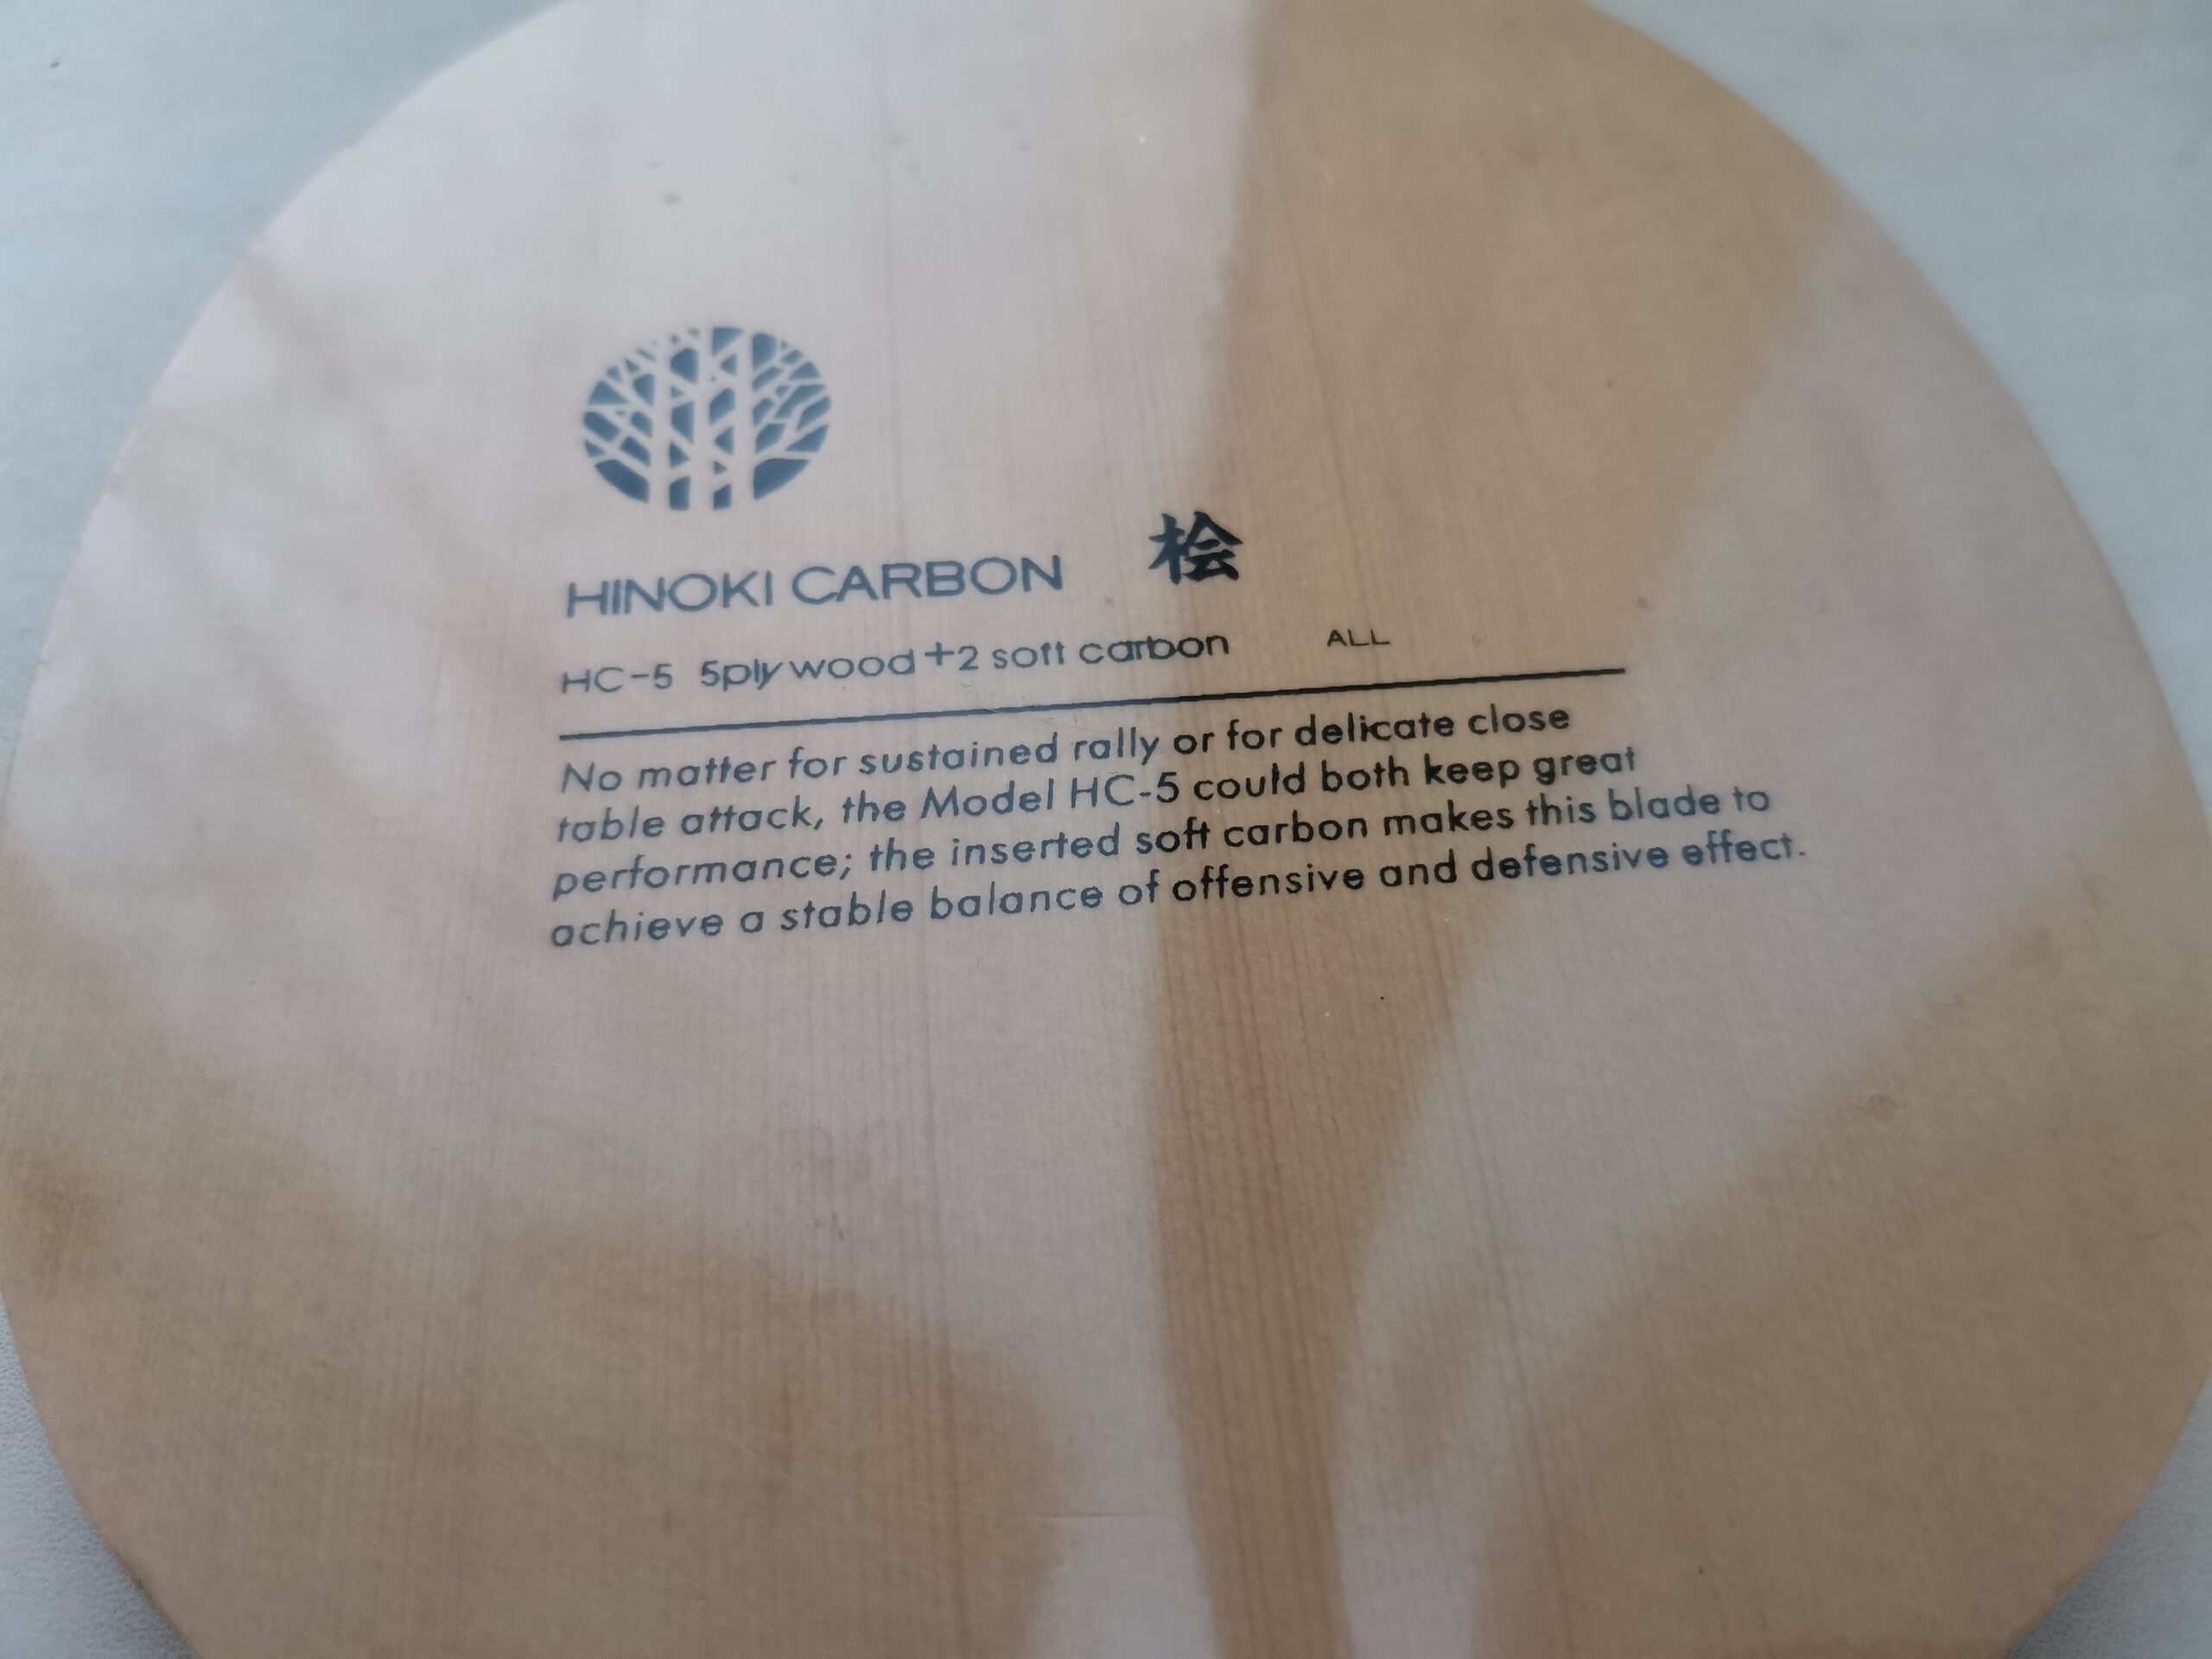 HINOKI CARBON 桧
HC-5 5ply wood+2 soft carbon ALL
No matter for sustained rally or for delicate close
table attack, the Model HC-5 could both keep great
performance; the inserted soft carbon makes this blade to
achieve a stable balance of offensive and defensive effect.